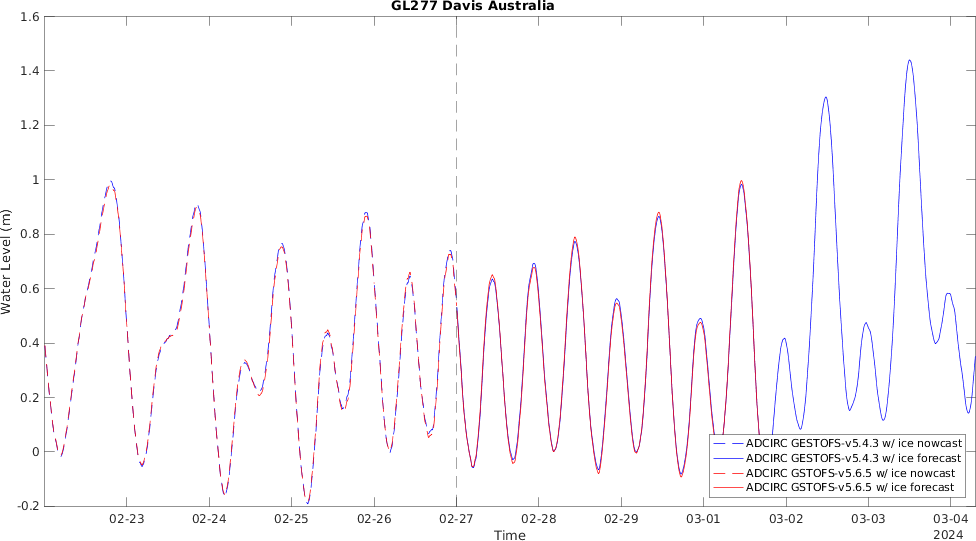 GL277 Davis Australia
1.6
1.4
1.2
1
0.8
0.6
0.4
0.2
0
-0.2
Water Level (m)
ADCIRC GESTOFS-v5.4.3 w/ ice nowcast
ADCIRC GESTOFS-v5.4.3 w/ ice forecast
ADCIRC GSTOFS-v5.6.5 w/ ice nowcast
ADCIRC GSTOFS-v5.6.5 w/ ice forecast
02-23 02-24 02-25 02-26 02-27 02-28 02-29 03-01 03-02 03-03 03-04
Time 2024